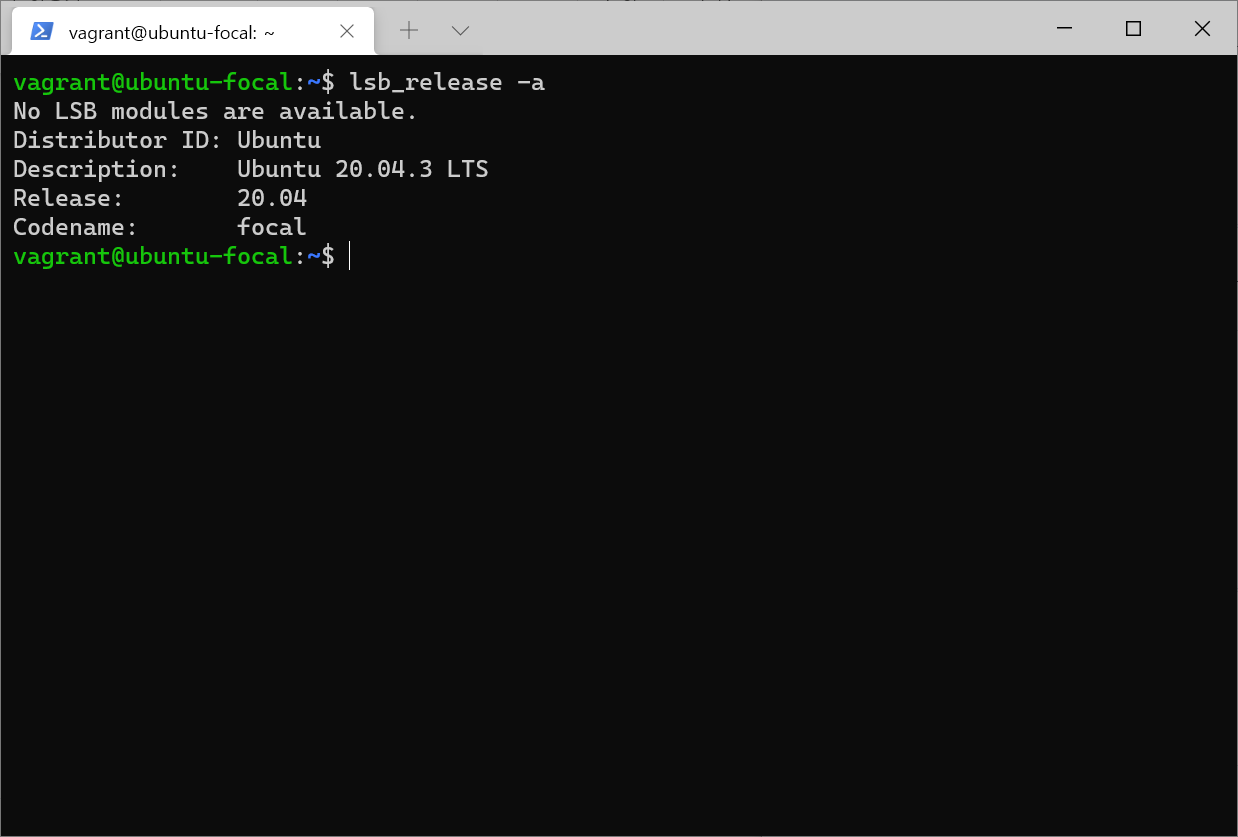 vagrant@ubuntu-focal: ~
vagrant@ubuntu-focal:~$ lsb_release -a
No LSB modules are available.
Distributor ID: Ubuntu
Description:    Ubuntu 20.04.3 LTS
Release:        20.04
Codename:       focal
vagrant@ubuntu-focal:~$